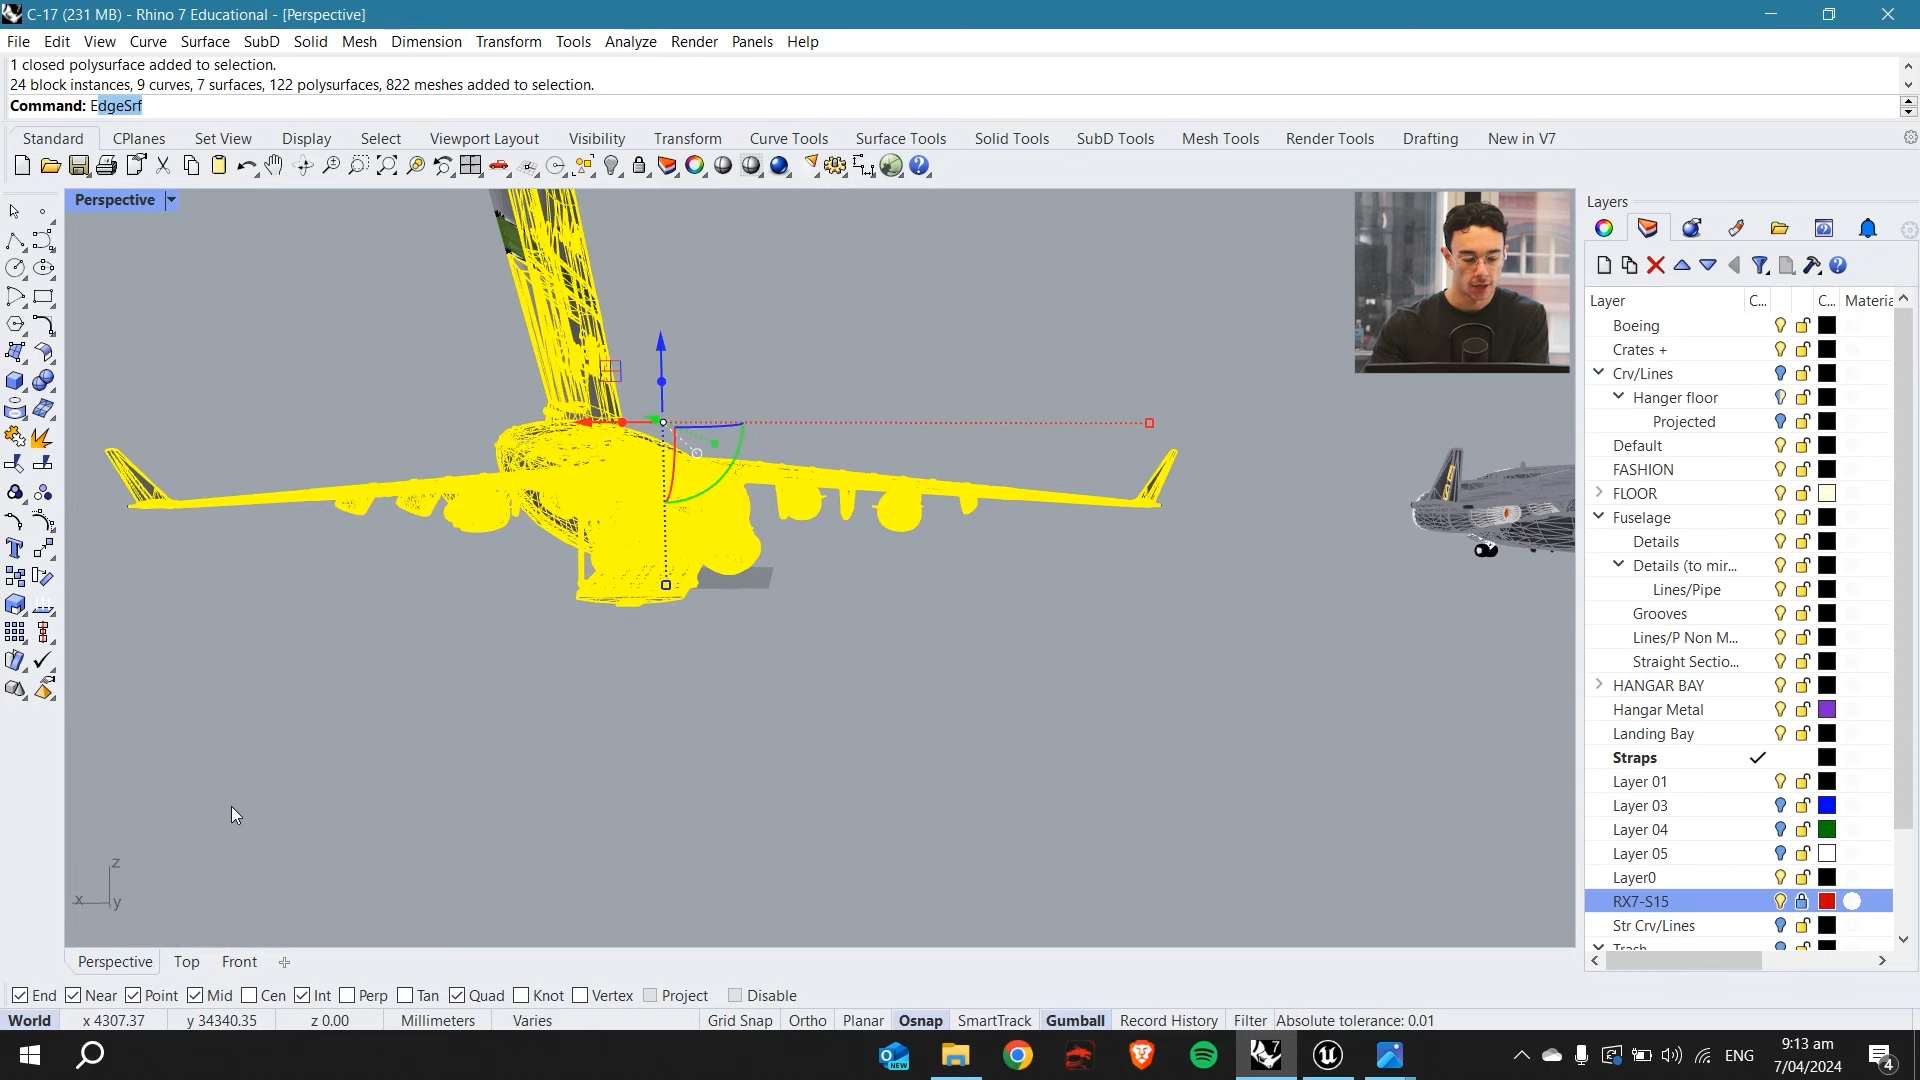 C-17 (231 MB) - Rhino 7 Educational - [Perspective]
File Edit View Curve Surface SubD Solid Mesh Dimension Transform Tools Analyze Render Panels Help
1 closed polysurface added to selection.
24 block instances, 9 curves, 7 surfaces, 122 polysurfaces, 822 meshes added to selection.
Command: EdgeSrf
Standard CPlanes Set View Display Select Viewport Layout Visibility Transform Curve Tools Surface Tools Solid Tools SubD Tools Mesh Tools Render Tools Drafting New in V7
Perspective
Layers
Layer C... C... Materia
Boeing
Crates +
Crv/Lines
Hanger floor
Projected
Default
FASHION
FLOOR
Fuselage
Details
Details (to mir...
Lines/Pipe
Grooves
Lines/P Non M...
Straight Sectio...
HANGAR BAY
Hangar Metal
Landing Bay
Straps
Layer 01
Layer 03
Layer 04
Layer 05
Layer0
RX7-S15
Str Crv/Lines
Trash
z
x y
Perspective Top Front
End Near Point Mid Cen Int Perp Tan Quad Knot Vertex Project Disable
World x 4307.37 y 34340.35 z 0.00 Millimeters Varies Grid Snap Ortho Planar Osnap SmartTrack Gumball Record History Filter Absolute tolerance: 0.01
NEW
7
ENG
9:13 am
7/04/2024
4